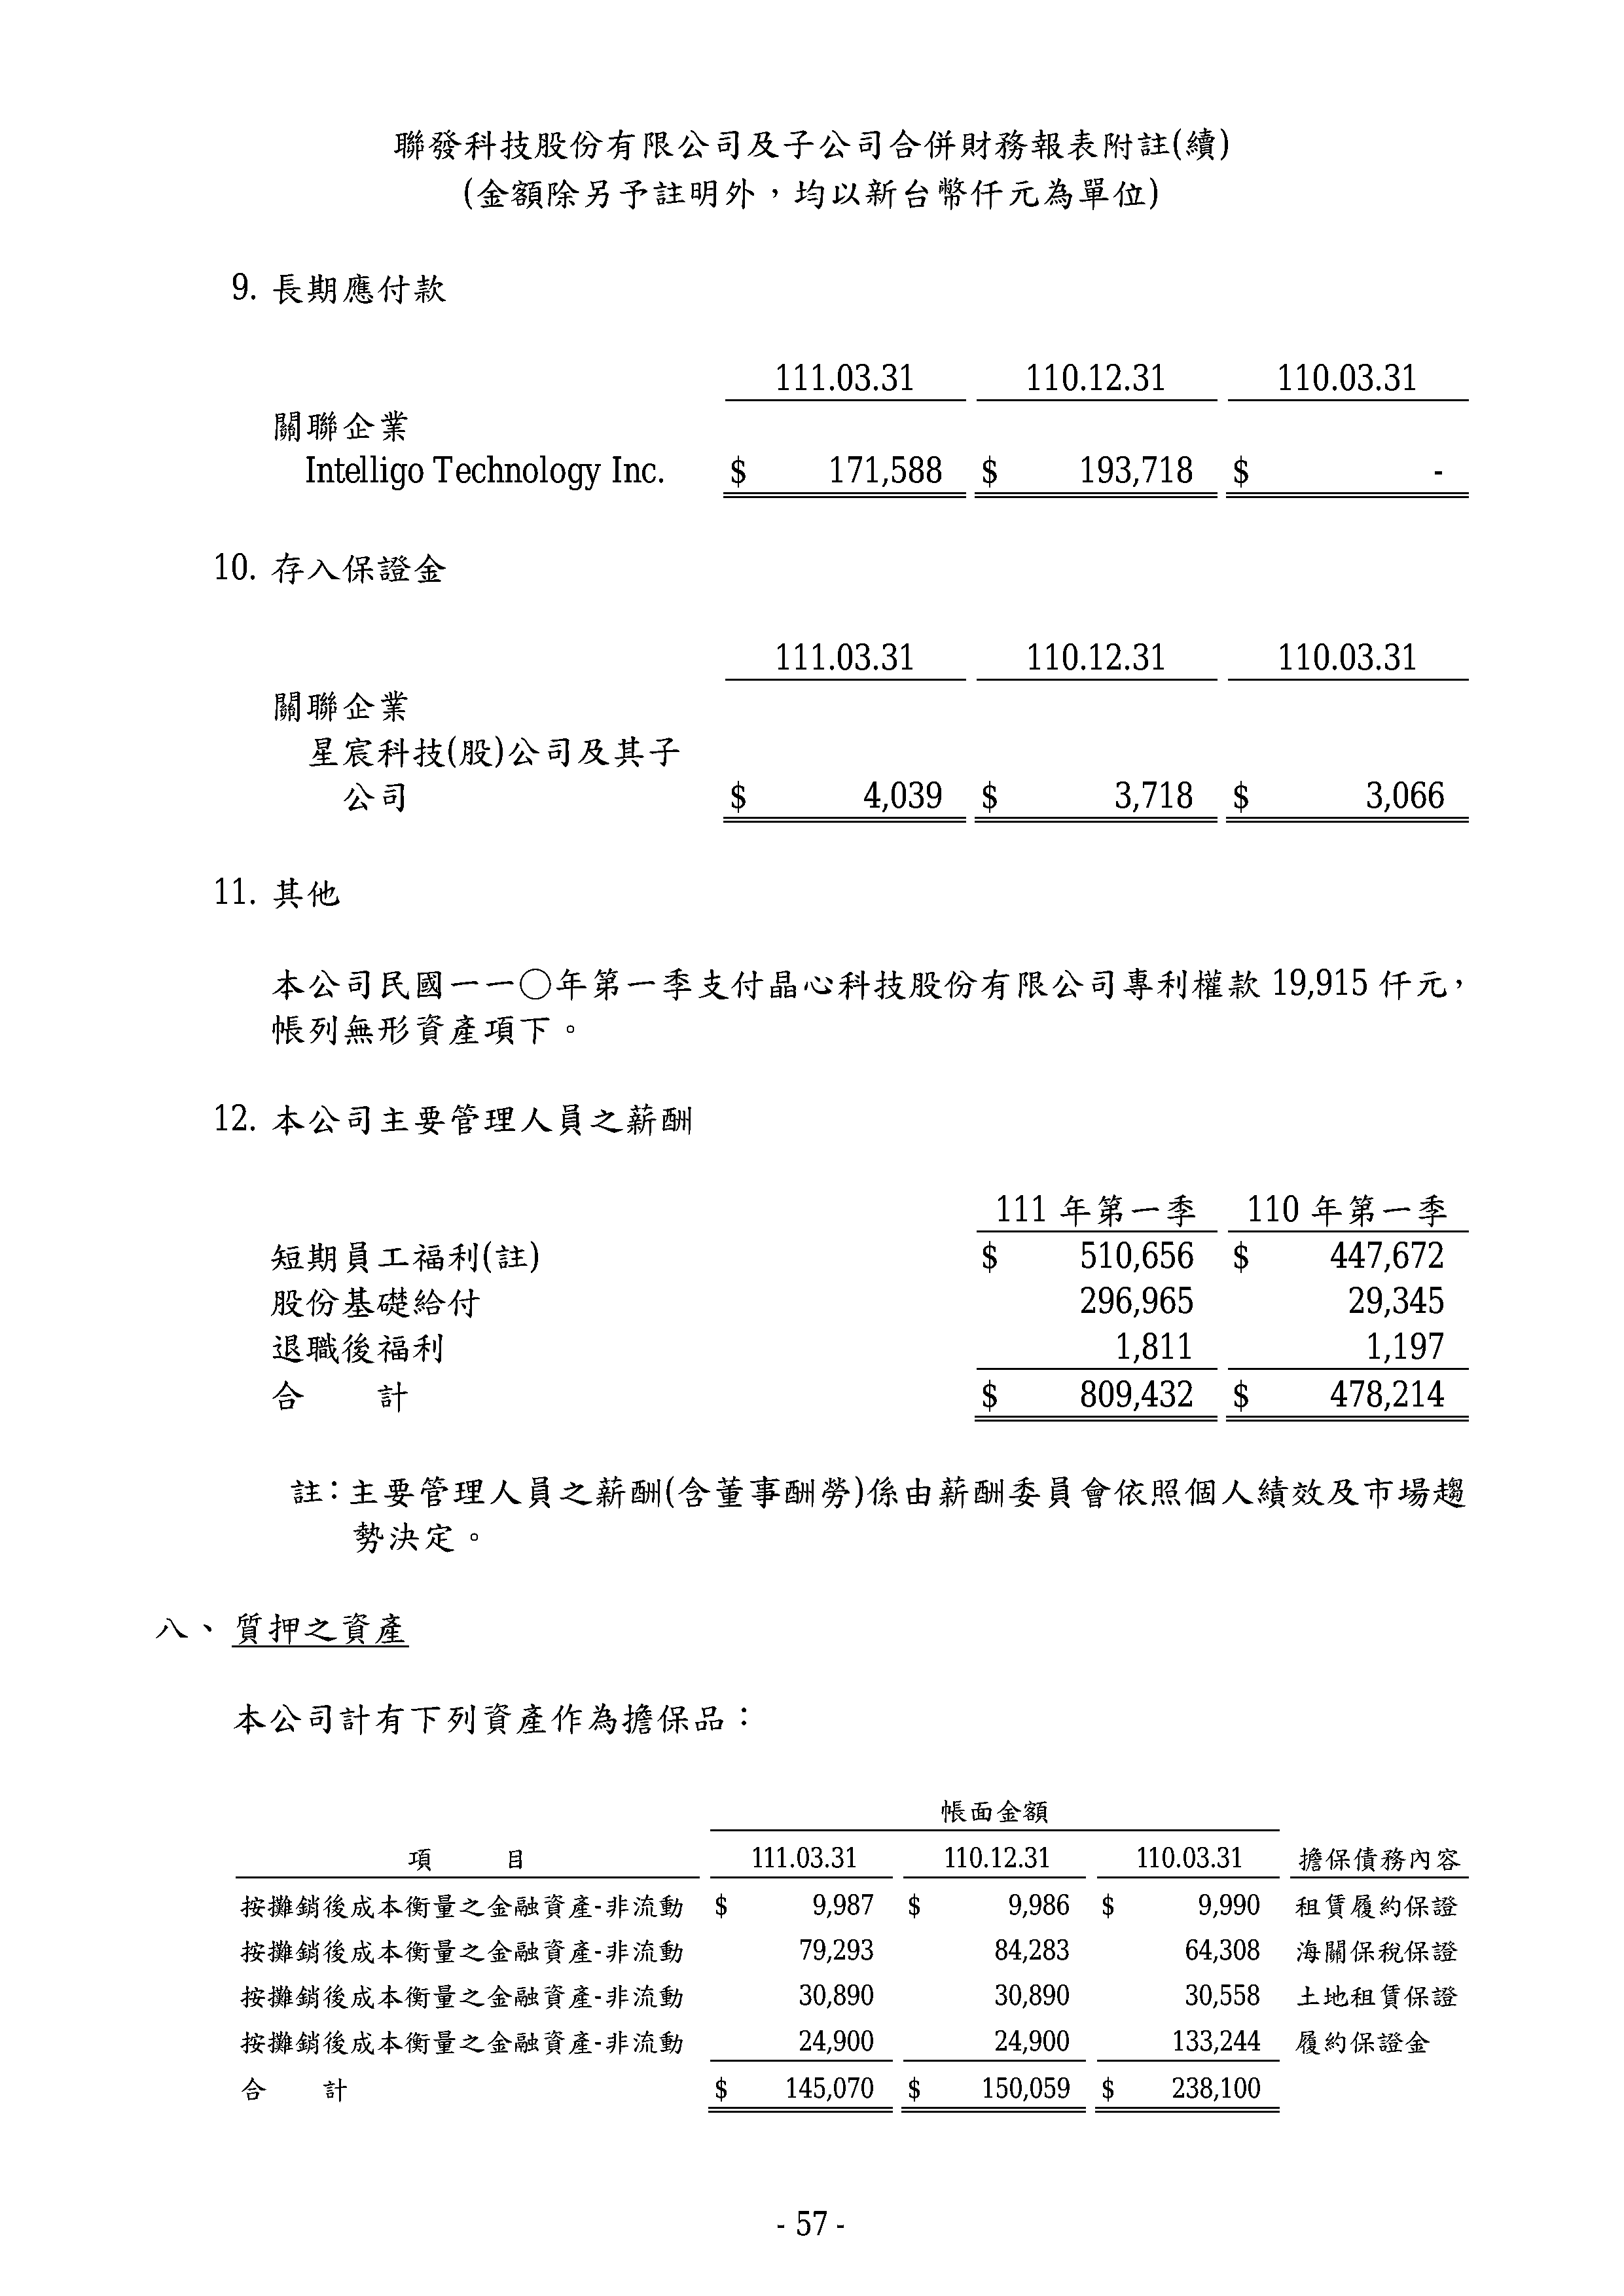 聯發科技股份有限公司及子公司合併財務報表附註(續)
(金額除另予註明外，均以新台幣仟元為單位)
9. 長期應付款
111.03.31 110.12.31 110.03.31
關聯企業
Intelligo Technology Inc. $ 171,588 $ 193,718 $ -
10. 存入保證金
111.03.31 110.12.31 110.03.31
關聯企業
星宸科技(股)公司及其子
公司 $ 4,039 $ 3,718 $ 3,066
11. 其他
本公司民國一一〇年第一季支付晶心科技股份有限公司專利權款 19,915 仟元，
帳列無形資產項下。
12. 本公司主要管理人員之薪酬
111 年第一季 110 年第一季
短期員工福利(註) $ 510,656 $ 447,672
股份基礎給付 296,965 29,345
退職後福利 1,811 1,197
合 計 $ 809,432 $ 478,214
註：主要管理人員之薪酬(含董事酬勞)係由薪酬委員會依照個人績效及市場趨
勢決定。
八、質押之資產
本公司計有下列資產作為擔保品：
帳面金額
項 目 111.03.31 110.12.31 110.03.31 擔保債務內容
按攤銷後成本衡量之金融資產-非流動 $ 9,987 $ 9,986 $ 9,990 租賃履約保證
按攤銷後成本衡量之金融資產-非流動 79,293 84,283 64,308 海關保稅保證
按攤銷後成本衡量之金融資產-非流動 30,890 30,890 30,558 土地租賃保證
按攤銷後成本衡量之金融資產-非流動 24,900 24,900 133,244 履約保證金
合 計 $ 145,070 $ 150,059 $ 238,100
- 57 -